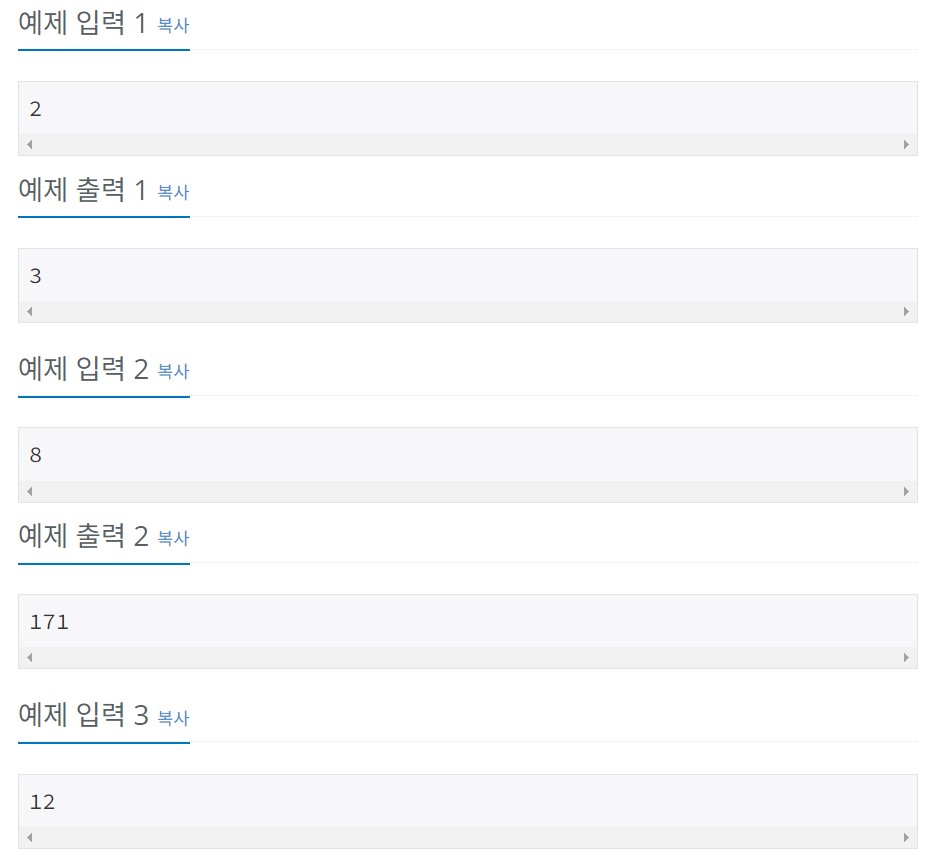 예제 입력 1 복사
2
예제 출력 1 복사
3
예제 입력 2 복사
8
예제 출력 2 복사
171
예제 입력 3 복사
12